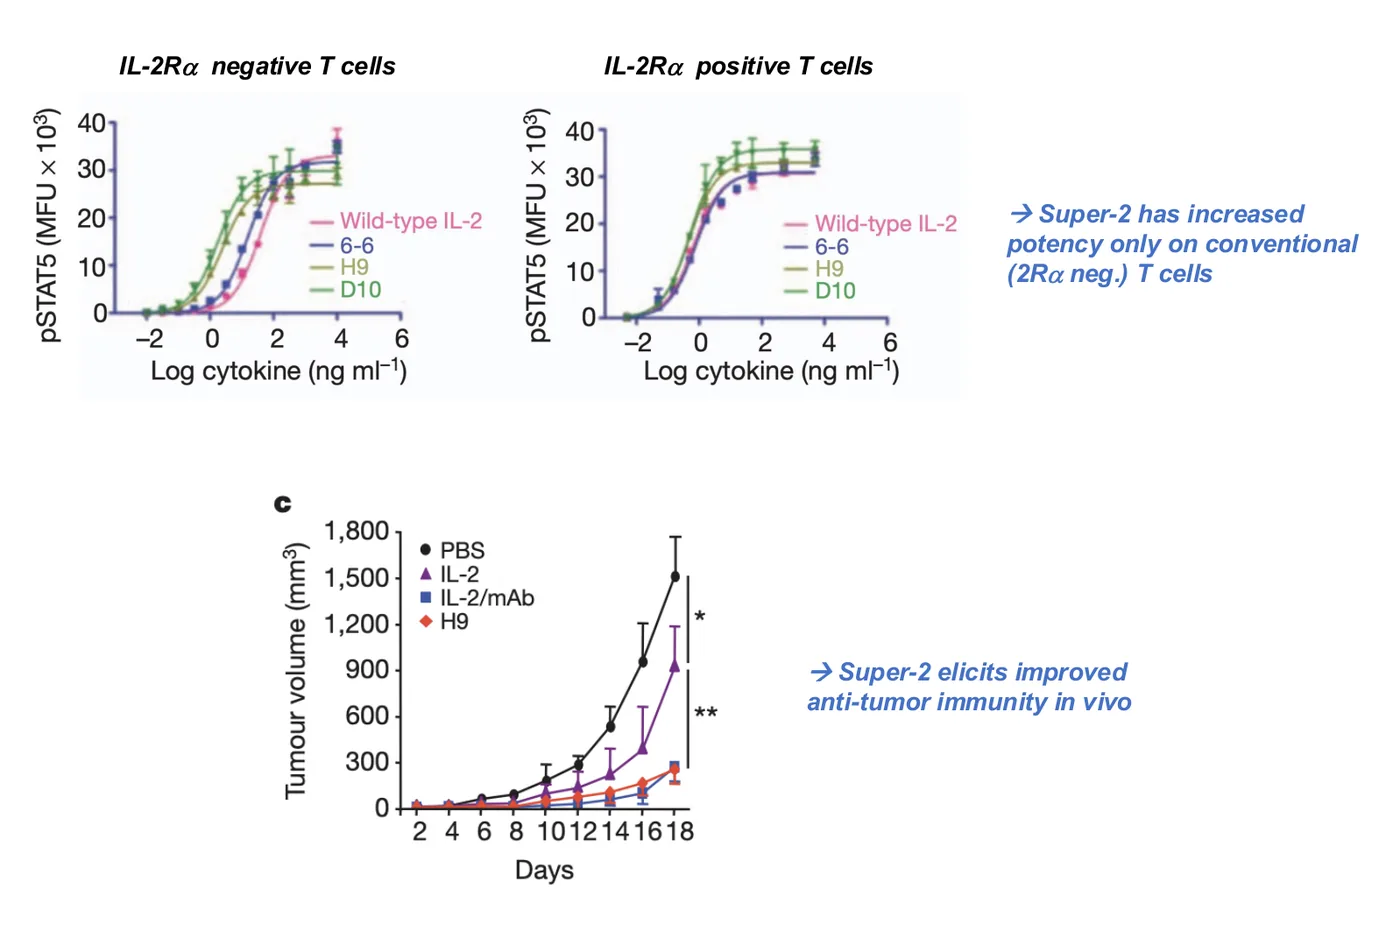 IL-2Rα negative T cells
pSTAT5 (MFU × 10³)
40
30
20
10
0
Wild-type IL-2
6-6
H9
D10
–2 0 2 4 6
Log cytokine (ng ml⁻¹)
IL-2Rα positive T cells
pSTAT5 (MFU × 10³)
40
30
20
10
0
Wild-type IL-2
6-6
H9
D10
–2 0 2 4 6
Log cytokine (ng ml⁻¹)
→ Super-2 has increased
potency only on conventional
(2Rα neg.) T cells
c
Tumour volume (mm³)
1,800
1,500
1,200
900
600
300
0
PBS
IL-2
IL-2/mAb
H9
*
**
2 4 6 8 10 12 14 16 18
Days
→ Super-2 elicits improved
anti-tumor immunity in vivo